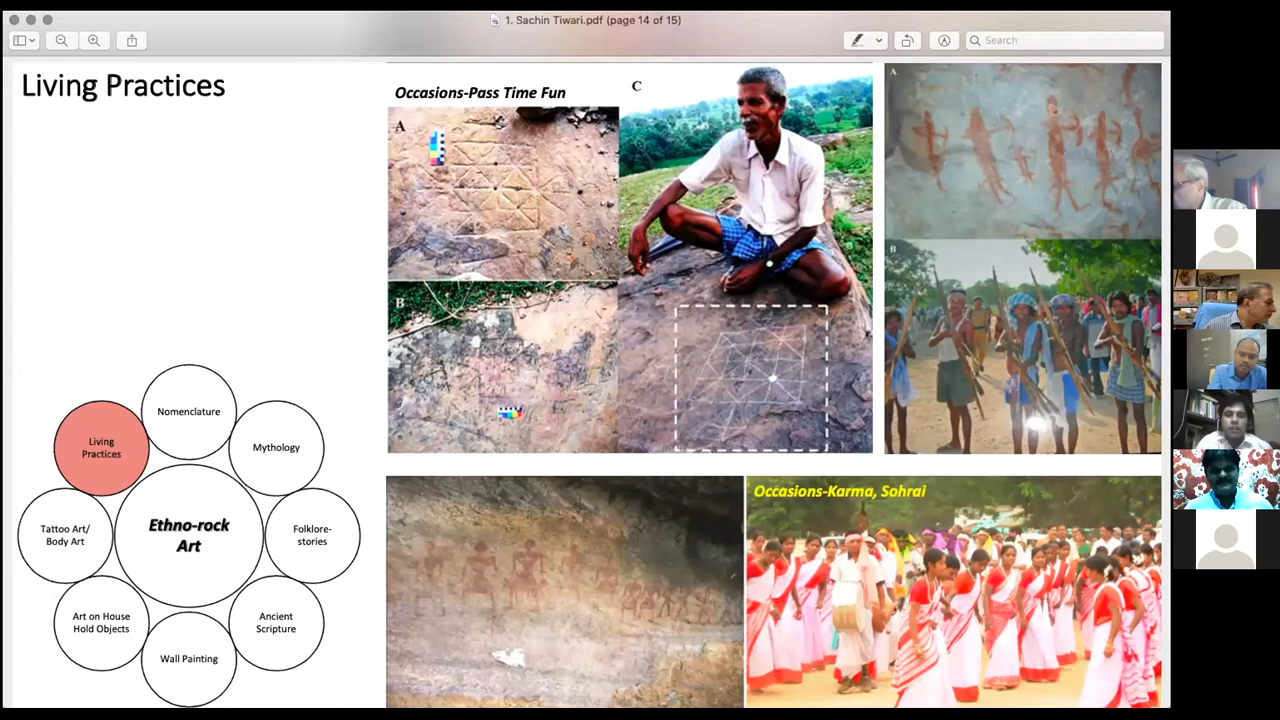 1. Sachin Tiwari.pdf (page 14 of 15)
Search
Living Practices
Occasions-Pass Time Fun
A
B
C
A
B
Occasions-Karma, Sohrai
Nomenclature
Living
Practices
Mythology
Tattoo Art/
Body Art
Ethno-rock
Art
Folklore-
stories
Art on House
Hold Objects
Ancient
Scripture
Wall Painting